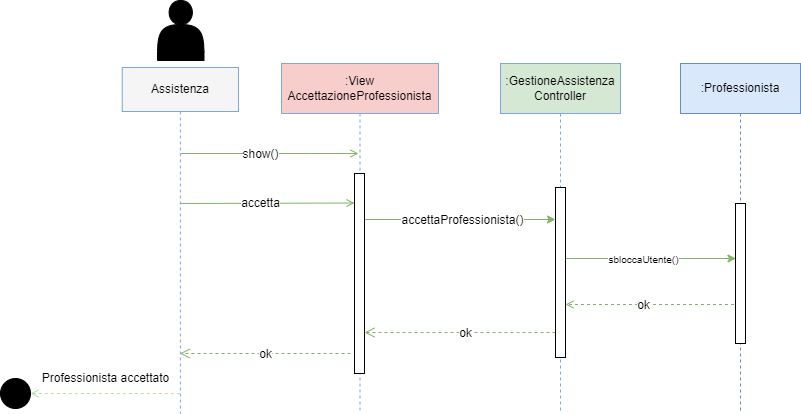 Assistenza
:View
AccettazioneProfessionista
:GestioneAssistenza
Controller
:Professionista
show()
accetta
accettaProfessionista()
sbloccaUtente()
ok
ok
ok
Professionista accettato